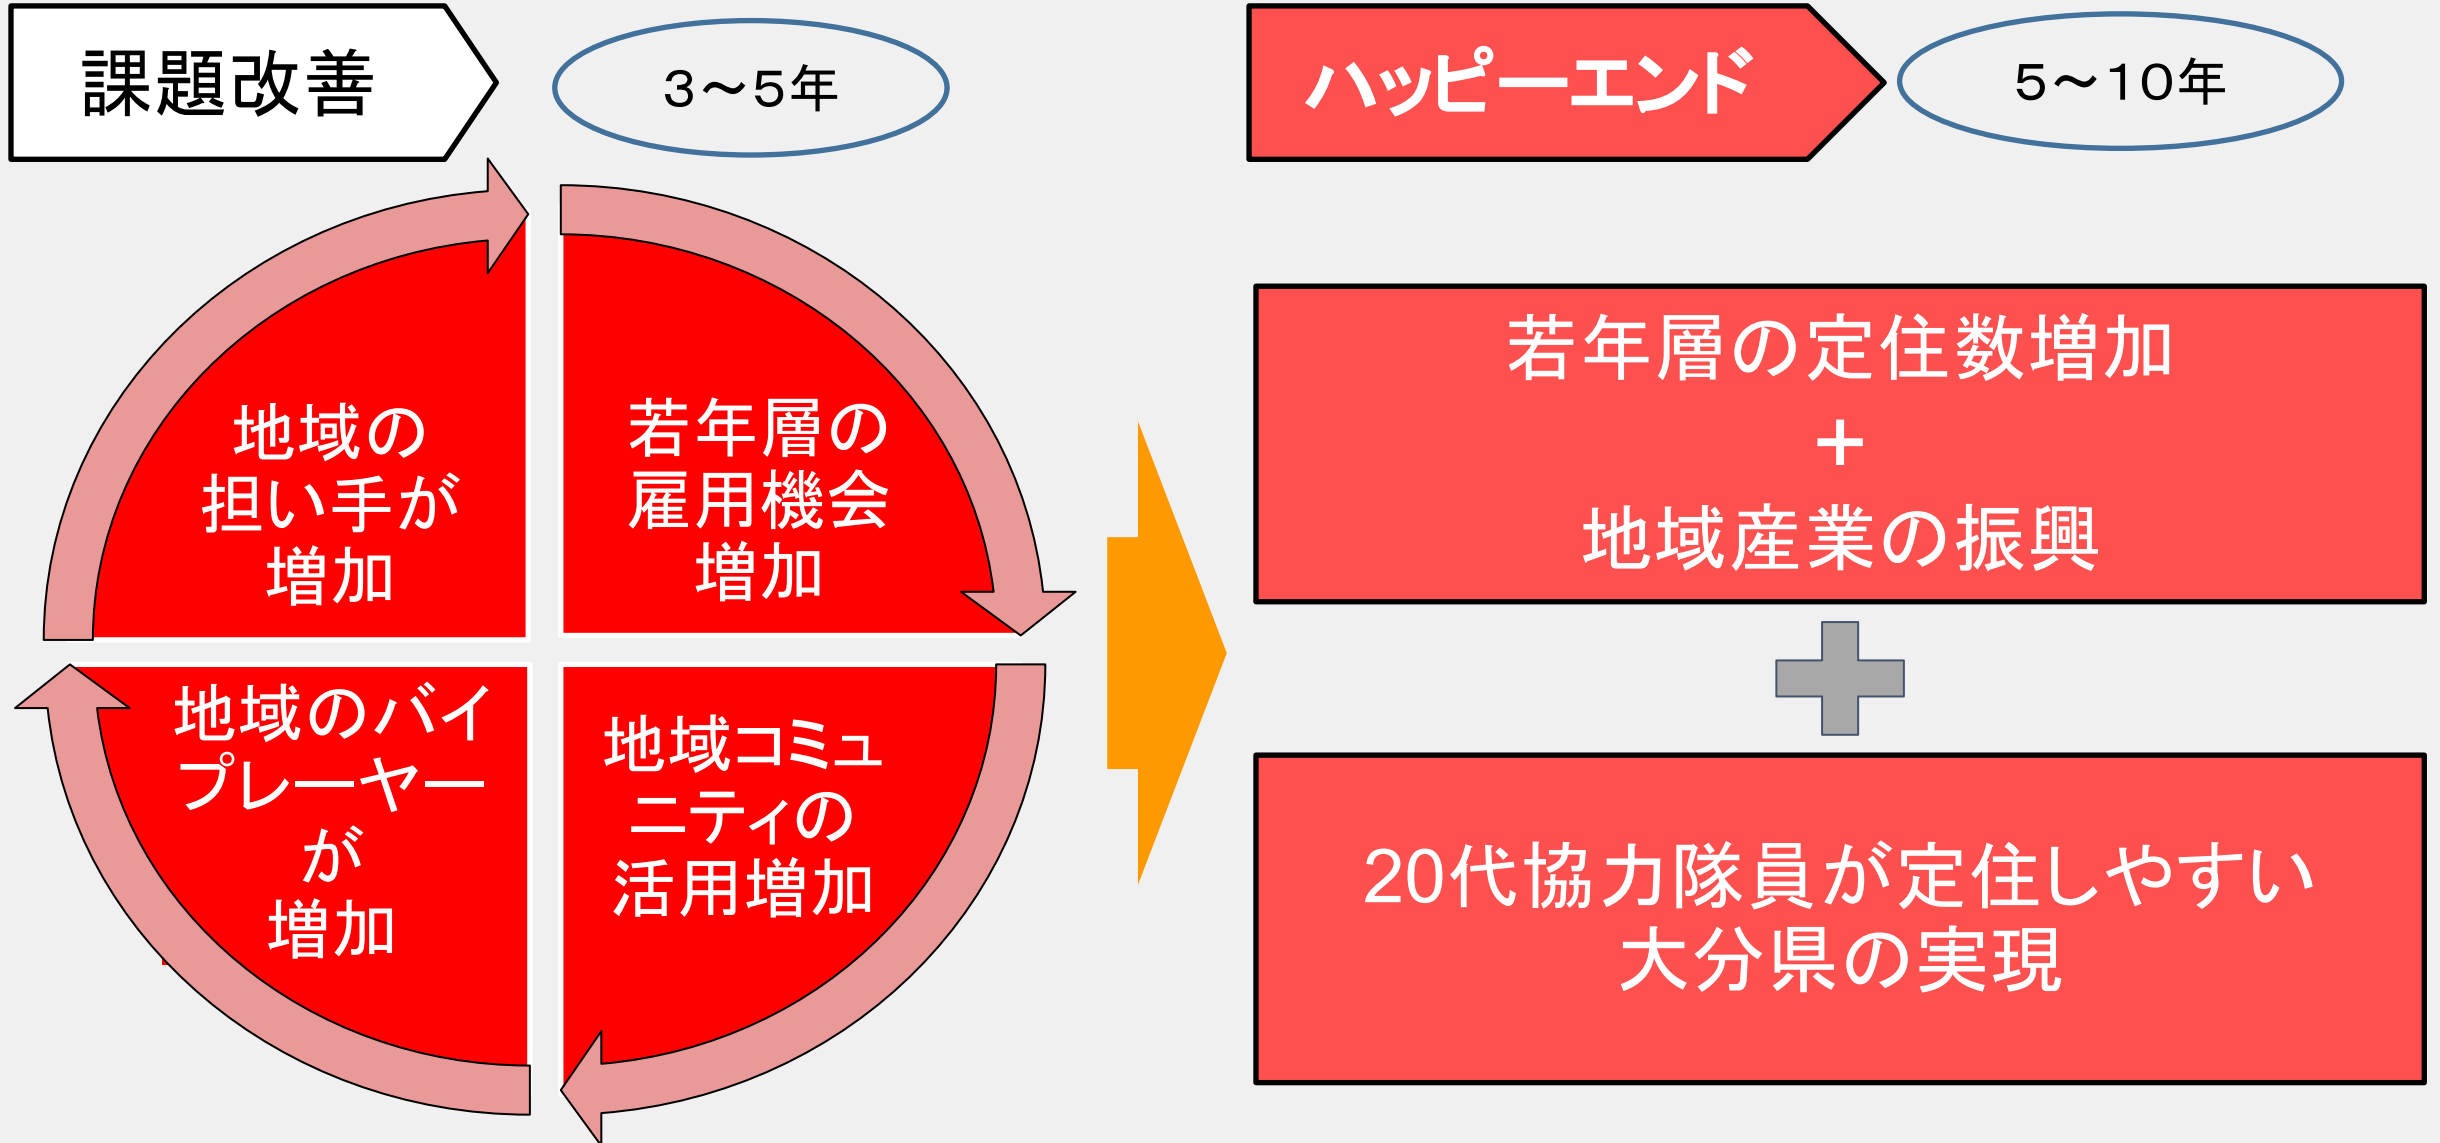 課題改善
３〜５年
ハッピーエンド
５〜１０年
地域の
担い手が
増加
若年層の
雇用機会
増加
地域のバイ
プレーヤー
が
増加
地域コミュ
ニティの
活用増加
若年層の定住数増加
+
地域産業の振興
20代協力隊員が定住しやすい
大分県の実現